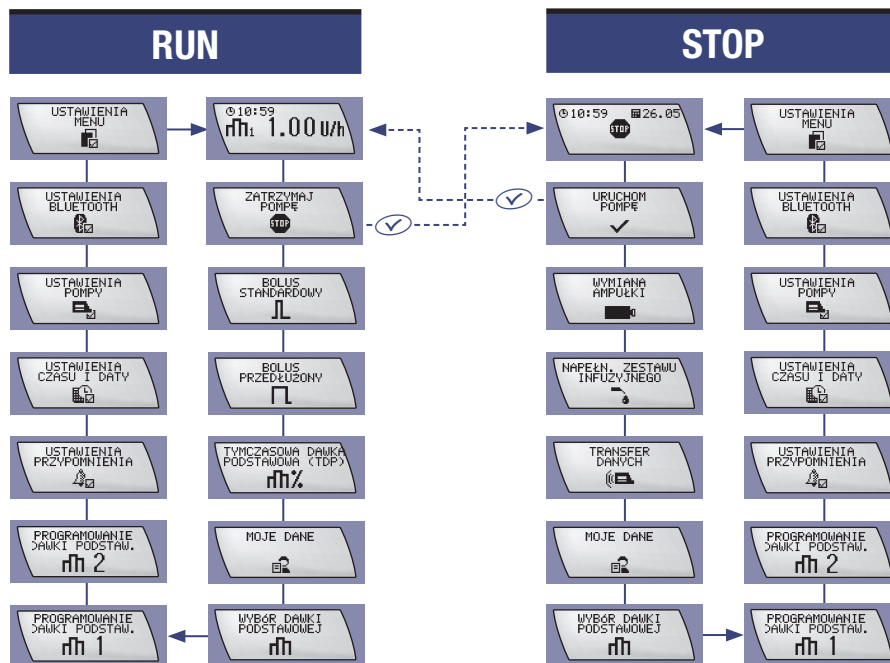 RUN
USTAWIENIA
MENU
10:59
1 1.00 U/h
USTAWIENIA
BLUETOOTH
ZATRZYMAJ
POMPĘ
STOP
USTAWIENIA
POMPY
BOLUS
STANDARDOWY
USTAWIENIA
CZASU I DATY
BOLUS
PRZEDŁUŻONY
USTAWIENIA
PRZYPOMNIENIA
TYMCZASOWA DAWKA
PODSTAWOWA (TDP)
%
PROGRAMOWANIE
DAWKI PODSTAW.
2
MOJE DANE
PROGRAMOWANIE
DAWKI PODSTAW.
1
WYBÓR DAWKI
PODSTAWOWEJ
STOP
10:59 26.05
STOP
USTAWIENIA
MENU
URUCHOM
POMPĘ
USTAWIENIA
BLUETOOTH
WYMIANA
AMPUŁKI
USTAWIENIA
POMPY
NAPEŁN. ZESTAWU
INFUZYJNEGO
USTAWIENIA
CZASU I DATY
TRANSFER
DANYCH
USTAWIENIA
PRZYPOMNIENIA
MOJE DANE
PROGRAMOWANIE
DAWKI PODSTAW.
2
WYBÓR DAWKI
PODSTAWOWEJ
PROGRAMOWANIE
DAWKI PODSTAW.
1